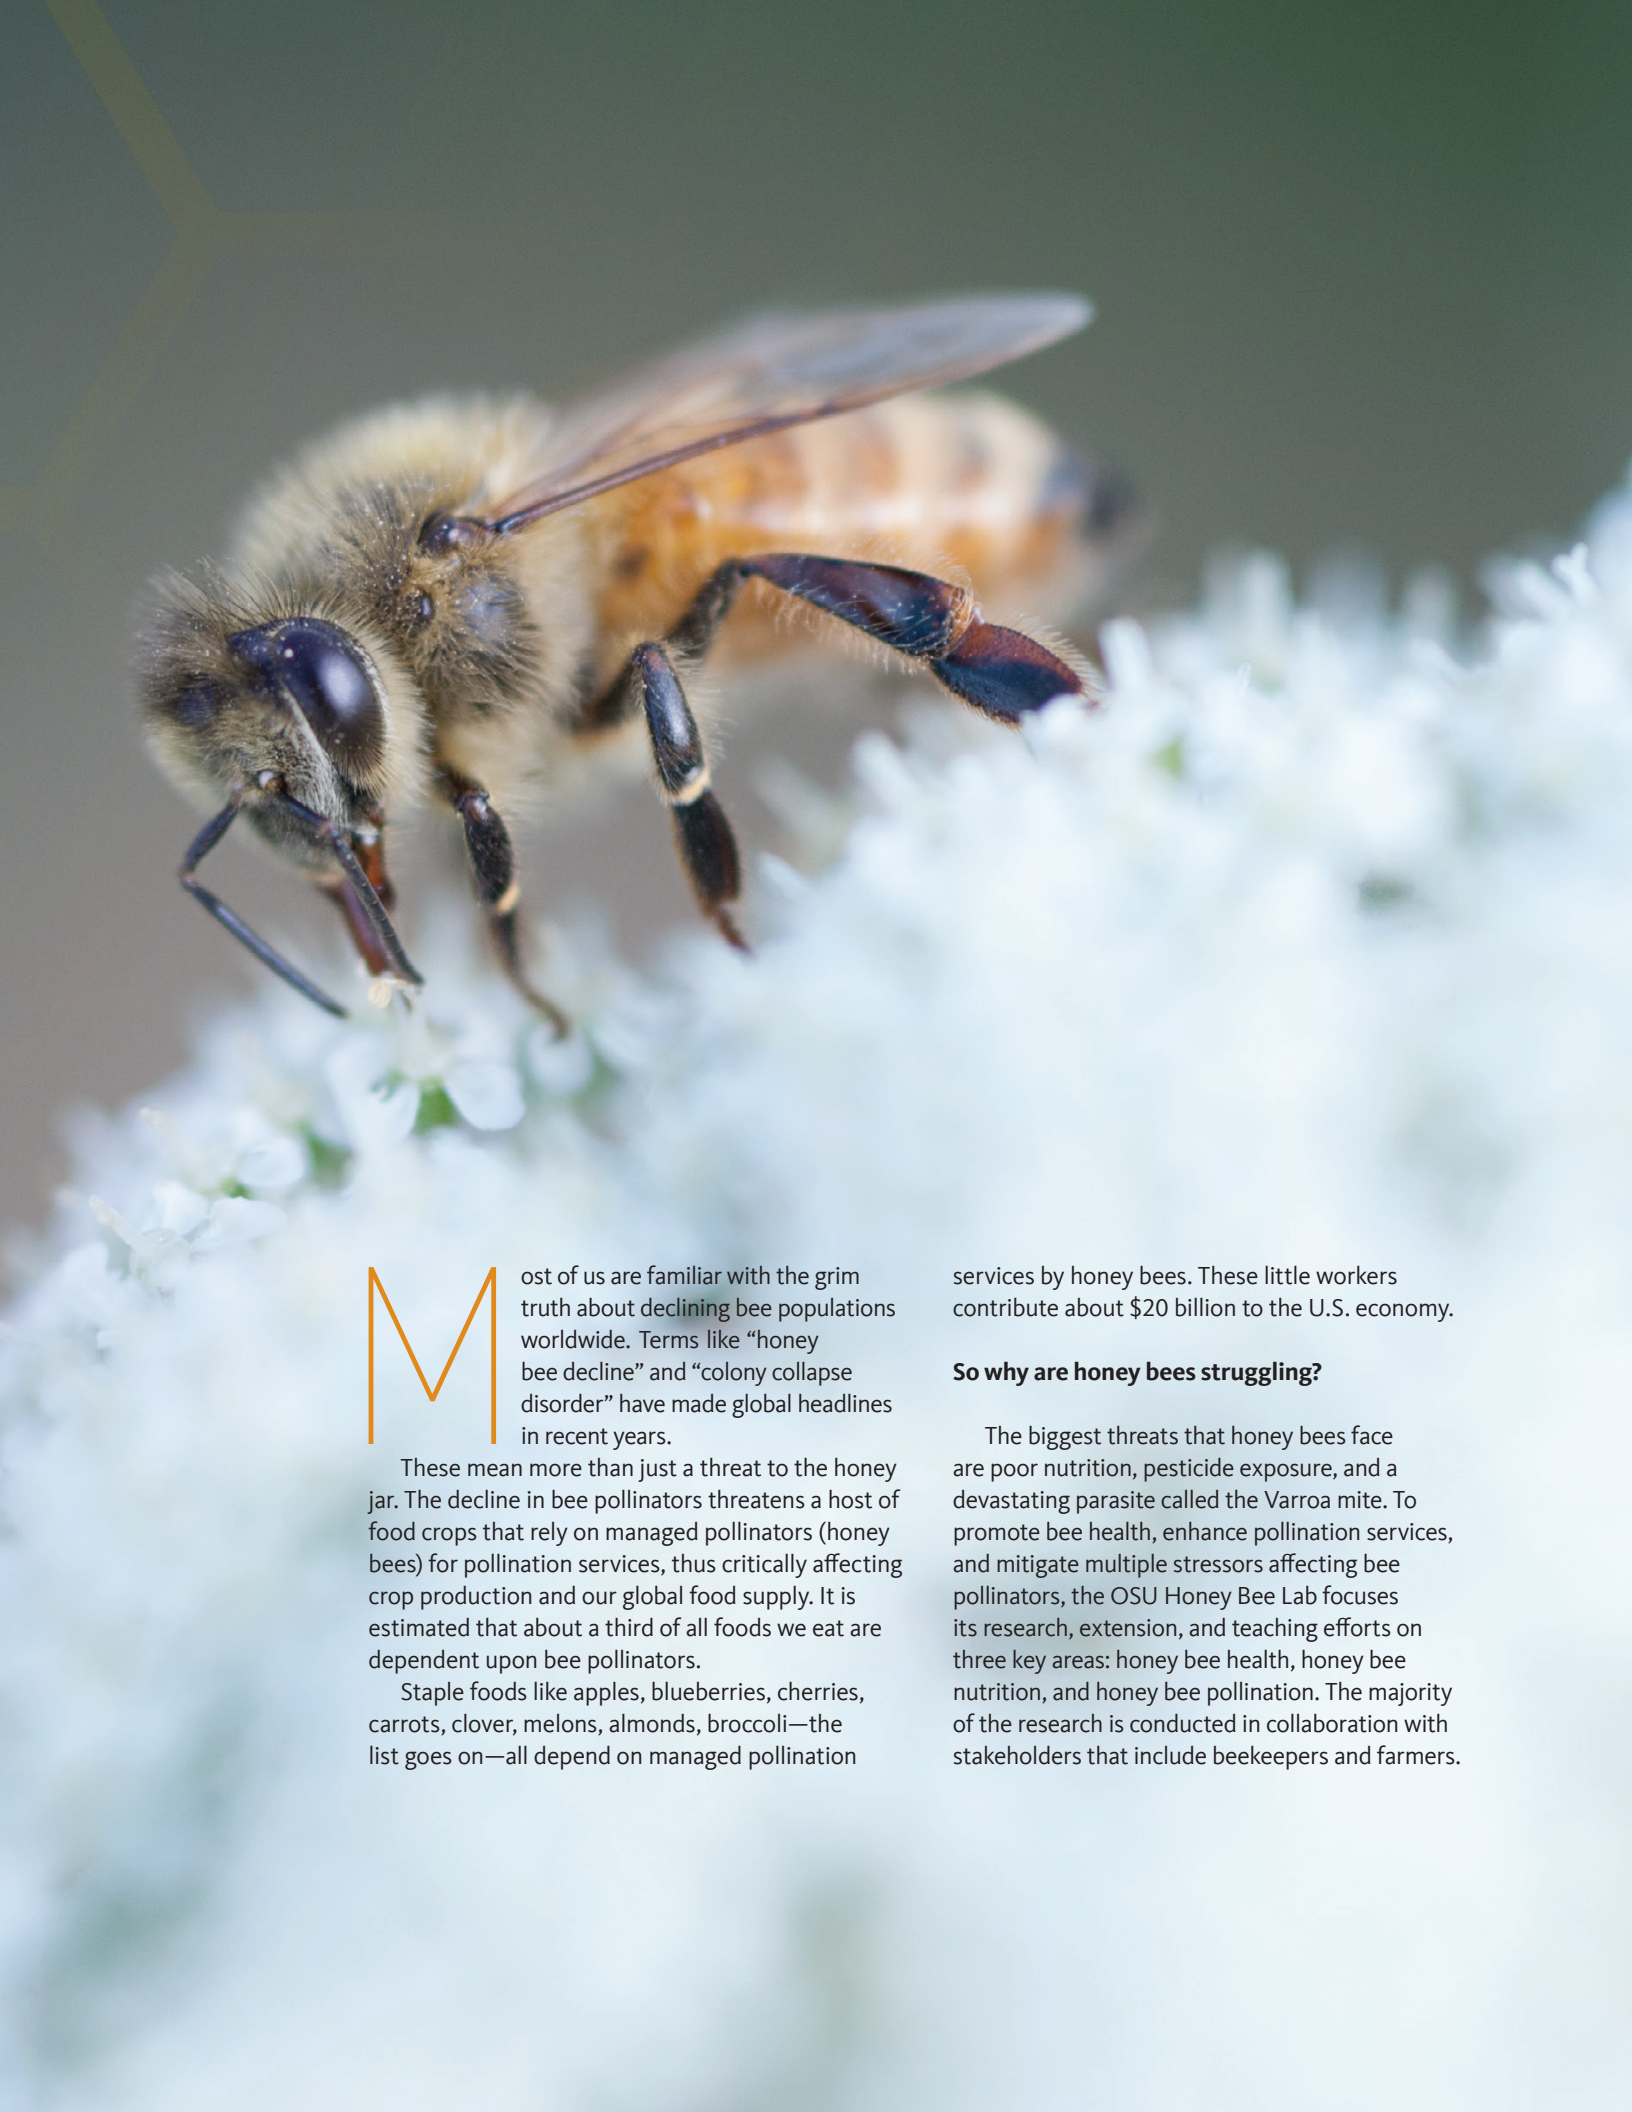 Most of us are familiar with the grim
truth about declining bee populations
worldwide. Terms like “honey
bee decline” and “colony collapse
disorder” have made global headlines
in recent years.
These mean more than just a threat to the honey
jar. The decline in bee pollinators threatens a host of
food crops that rely on managed pollinators (honey
bees) for pollination services, thus critically affecting
crop production and our global food supply. It is
estimated that about a third of all foods we eat are
dependent upon bee pollinators.
Staple foods like apples, blueberries, cherries,
carrots, clover, melons, almonds, broccoli—the
list goes on—all depend on managed pollination
services by honey bees. These little workers
contribute about $20 billion to the U.S. economy.
So why are honey bees struggling?
The biggest threats that honey bees face
are poor nutrition, pesticide exposure, and a
devastating parasite called the Varroa mite. To
promote bee health, enhance pollination services,
and mitigate multiple stressors affecting bee
pollinators, the OSU Honey Bee Lab focuses
its research, extension, and teaching efforts on
three key areas: honey bee health, honey bee
nutrition, and honey bee pollination. The majority
of the research is conducted in collaboration with
stakeholders that include beekeepers and farmers.